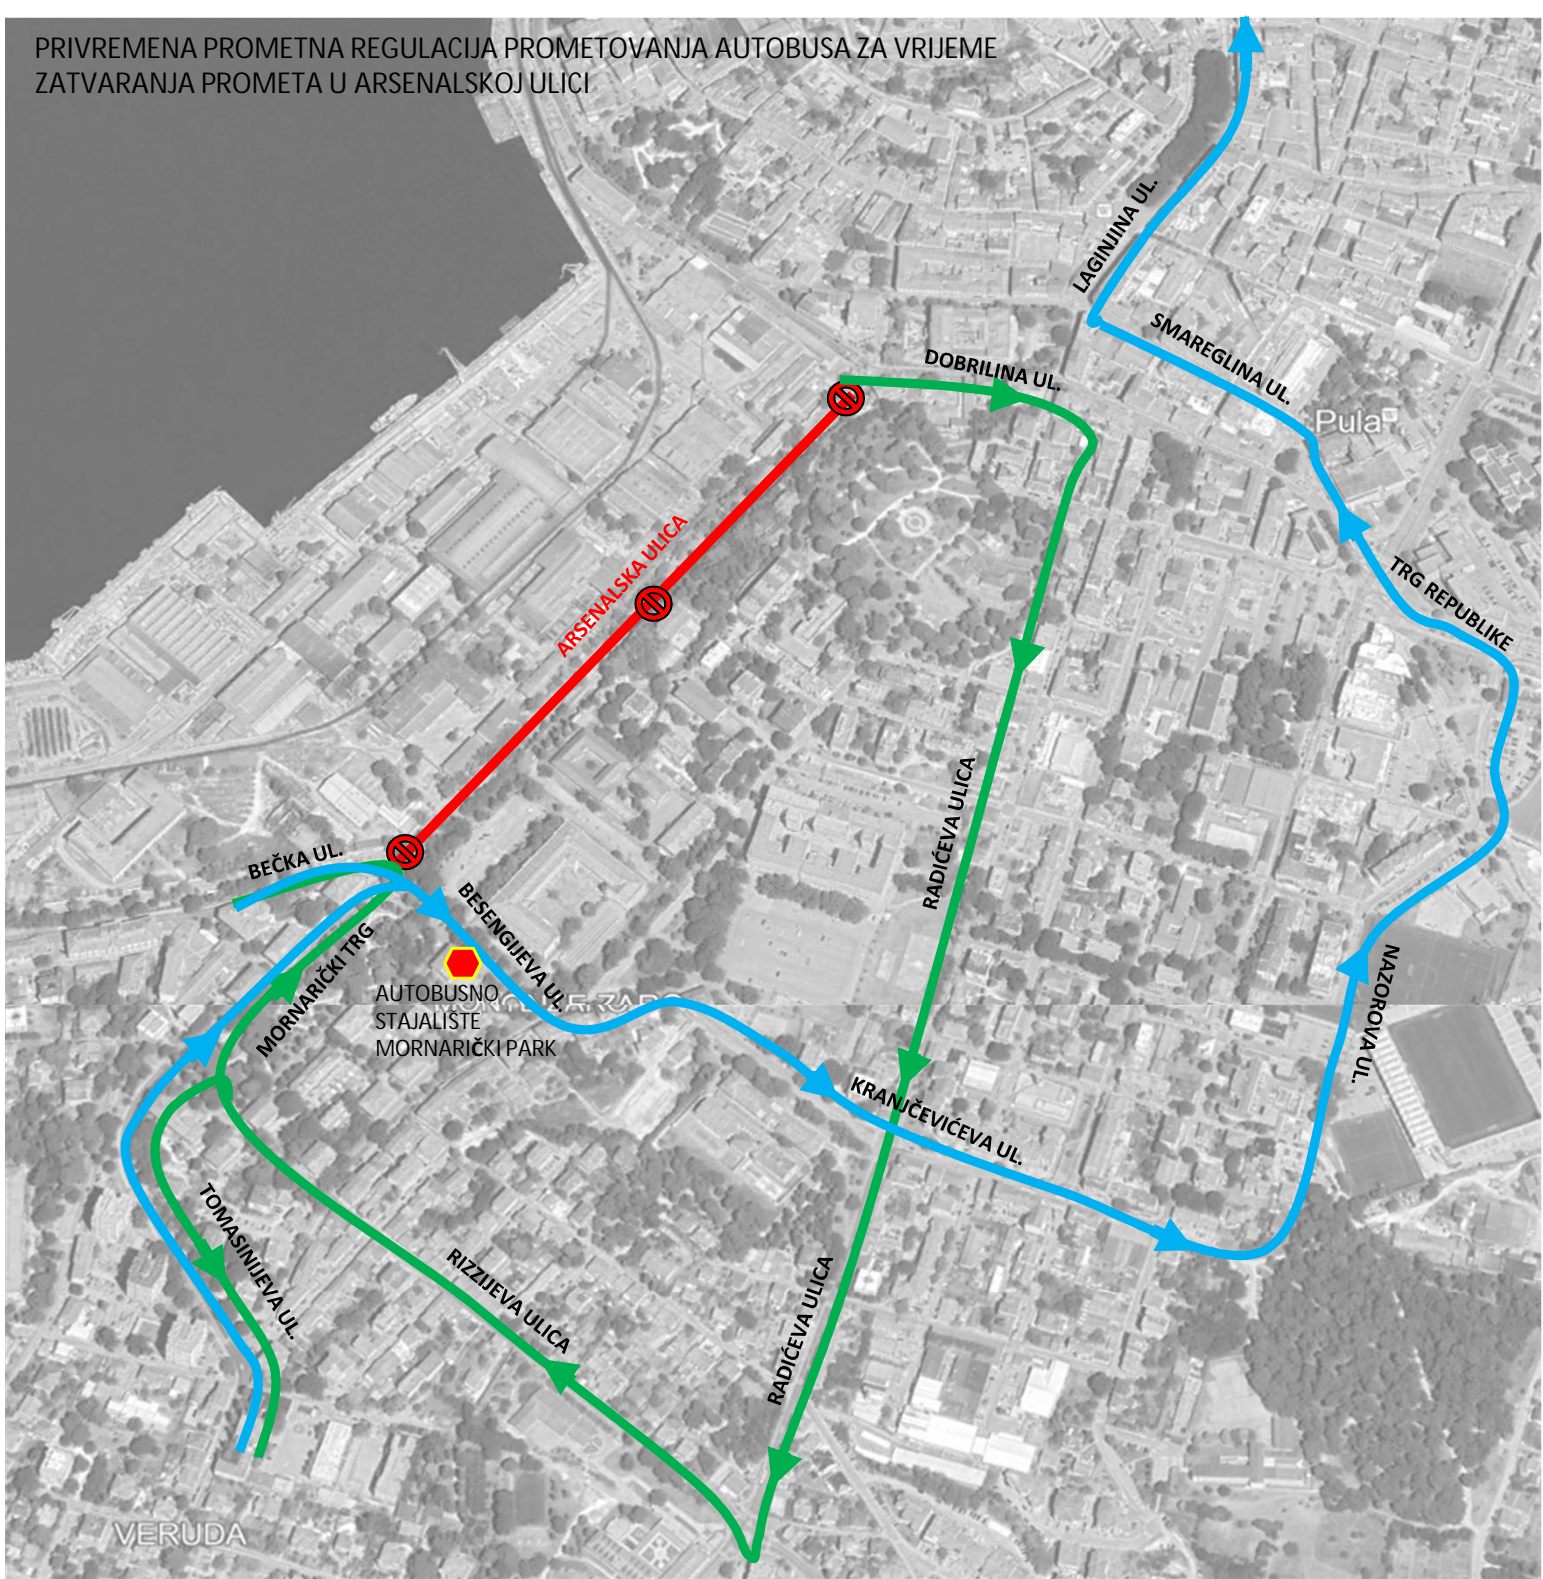 PRIVREMENA PROMETNA REGULACIJA PROMETOVANJA AUTOBUSA ZA VRIJEME
ZATVARANJA PROMETA U ARSENALSKOJ ULICI
LAGINJINA UL.
SMAREGLINA UL.
DOBRILINA UL.
Pula
ARSENALSKA ULICA
TRG REPUBLIKE
RADIĆEVA ULICA
BEČKA UL.
BESENGIJEVA UL.
MORNARIČKI TRG
AUTOBUSNO
STAJALIŠTE
MORNARIČKI PARK
NAZOROVA UL.
KRANJČEVIĆEVA UL.
TOMASINIJEVA UL.
RIZZIJEVA ULICA
RADIĆEVA ULICA
VERUDA